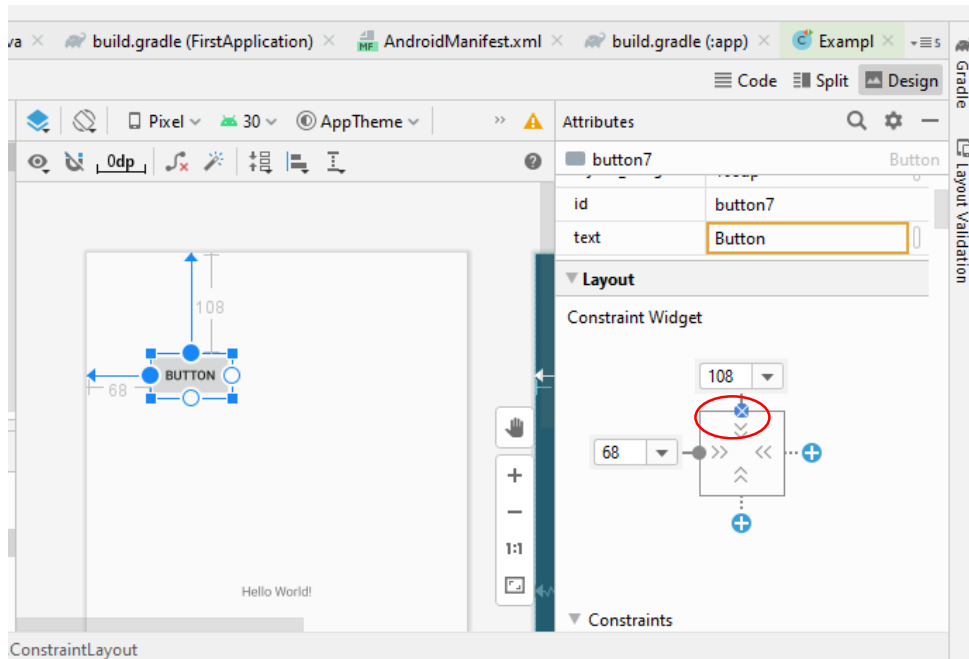 va build.gradle (FirstApplication) MF AndroidManifest.xml build.gradle (:app) C Exampl 5
Code Split Design
Pixel 30 AppTheme >> Attributes
0dp button7 Button
id button7
text Button
Layout
108
Constraint Widget
108
BUTTON
68
68
1:1
Hello World!
Constraints
ConstraintLayout
Gradle
Layout Validation